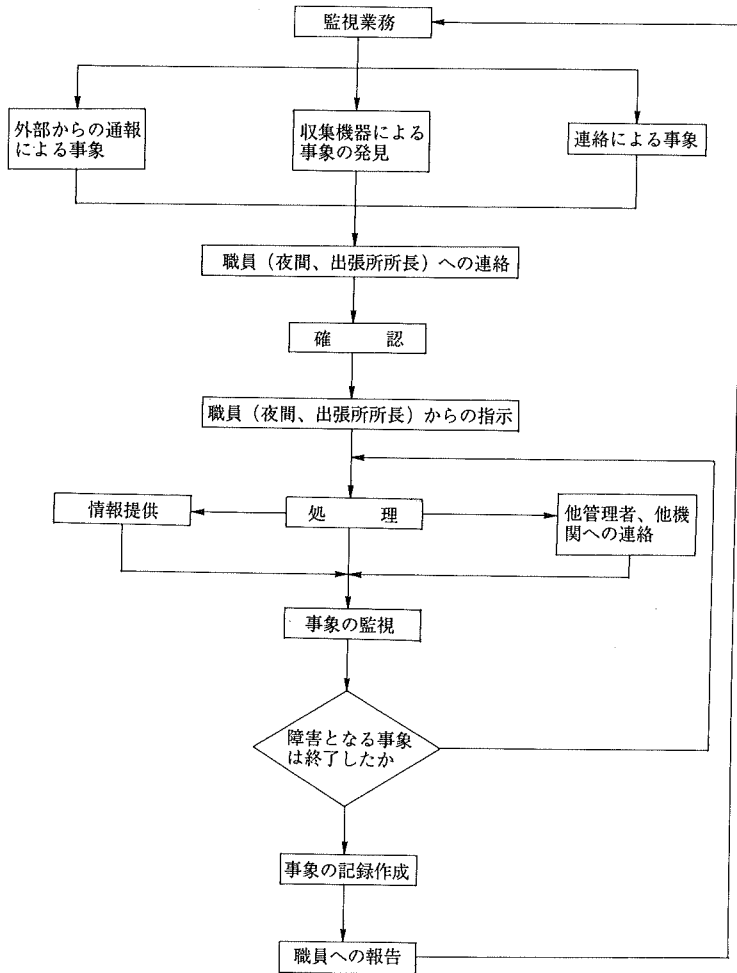 監視業務
外部からの通報
による事象
収集機器による
事象の発見
連絡による事象
職員（夜間、出張所所長）への連絡
確認
職員（夜間、出張所所長）からの指示
情報提供
処理
他管理者、他機
関への連絡
事象の監視
障害となる事象
は終了したか
事象の記録作成
職員への報告